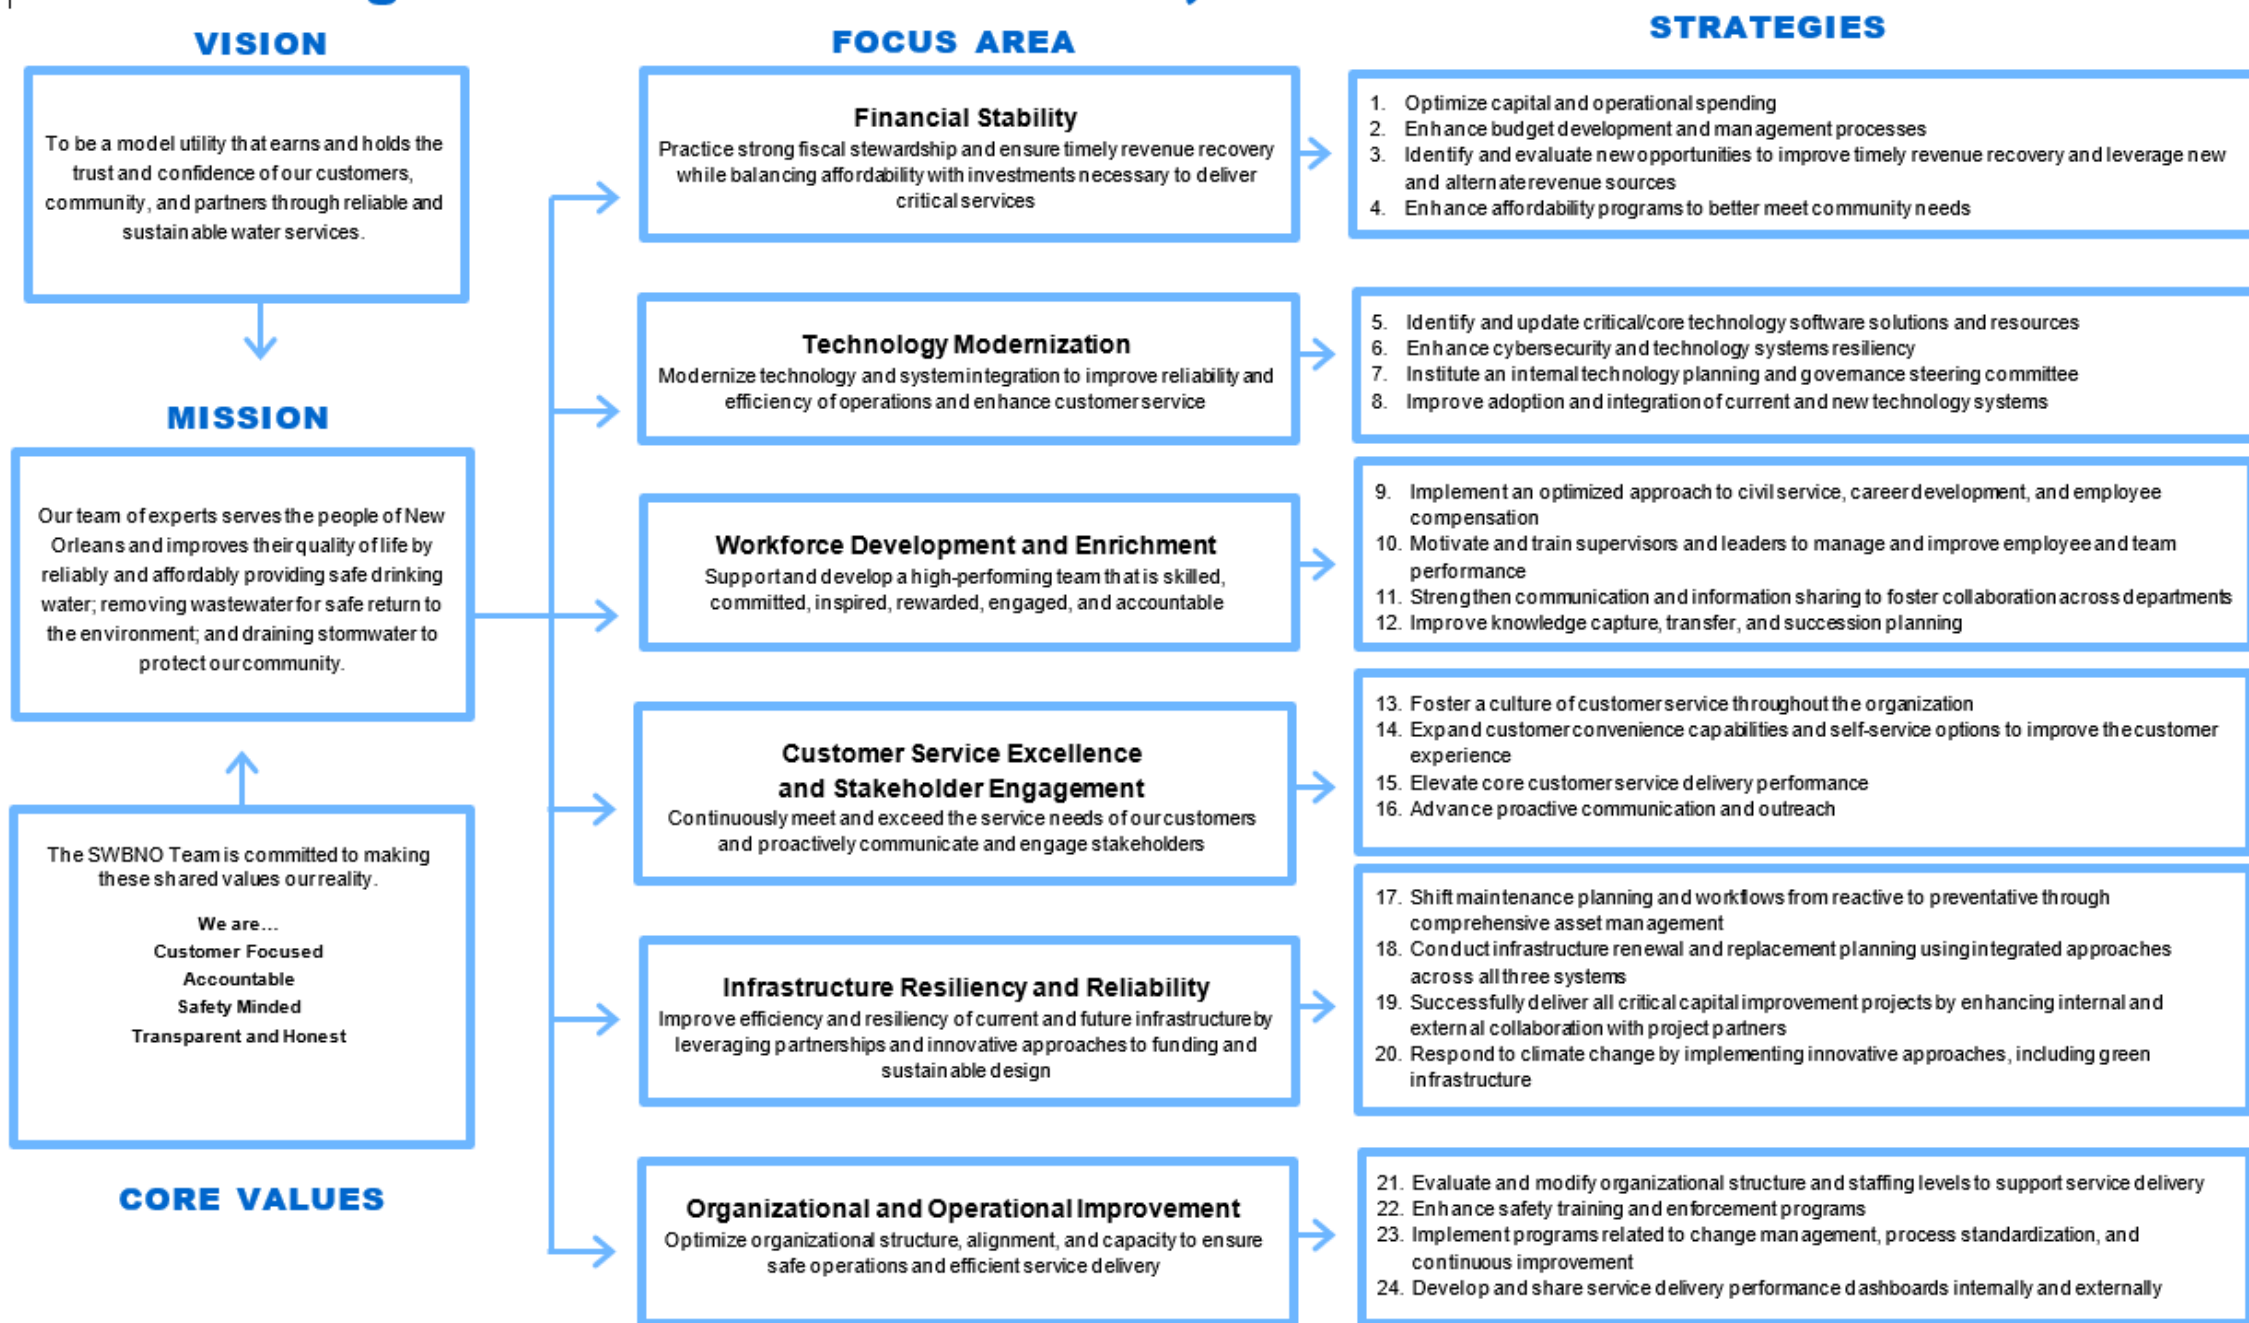 VISION
To be a model utility that earns and holds the
trust and confidence of our customers,
community, and partners through reliable and
sustainable water services.
MISSION
Our team of experts serves the people of New
Orleans and improves their quality of life by
reliably and affordably providing safe drinking
water; removing wastewater for safe return to
the environment; and draining stormwater to
protect our community.
The SWBNO Team is committed to making
these shared values our reality.
We are...
Customer Focused
Accountable
Safety Minded
Transparent and Honest
CORE VALUES
FOCUS AREA
Financial Stability
Practice strong fiscal stewardship and ensure timely revenue recovery
while balancing affordability with investments necessary to deliver
critical services
Technology Modernization
Modernize technology and system integration to improve reliability and
efficiency of operations and enhance customer service
Workforce Development and Enrichment
Support and develop a high-performing team that is skilled,
committed, inspired, rewarded, engaged, and accountable
Customer Service Excellence
and Stakeholder Engagement
Continuously meet and exceed the service needs of our customers
and proactively communicate and engage stakeholders
Infrastructure Resiliency and Reliability
Improve efficiency and resiliency of current and future infrastructure by
leveraging partnerships and innovative approaches to funding and
sustainable design
Organizational and Operational Improvement
Optimize organizational structure, alignment, and capacity to ensure
safe operations and efficient service delivery
STRATEGIES
1. Optimize capital and operational spending
2. Enhance budget development and management processes
3. Identify and evaluate new opportunities to improve timely revenue recovery and leverage new
and alternate revenue sources
4. Enhance affordability programs to better meet community needs
5. Identify and update critical/core technology software solutions and resources
6. Enhance cybersecurity and technology systems resiliency
7. Institute an internal technology planning and governance steering committee
8. Improve adoption and integration of current and new technology systems
9. Implement an optimized approach to civil service, career development, and employee
compensation
10. Motivate and train supervisors and leaders to manage and improve employee and team
performance
11. Strengthen communication and information sharing to foster collaboration across departments
12. Improve knowledge capture, transfer, and succession planning
13. Foster a culture of customer service throughout the organization
14. Expand customer convenience capabilities and self-service options to improve the customer
experience
15. Elevate core customer service delivery performance
16. Advance proactive communication and outreach
17. Shift maintenance planning and workflows from reactive to preventative through
comprehensive asset management
18. Conduct infrastructure renewal and replacement planning using integrated approaches
across all three systems
19. Successfully deliver all critical capital improvement projects by enhancing internal and
external collaboration with project partners
20. Respond to climate change by implementing innovative approaches, including green
infrastructure
21. Evaluate and modify organizational structure and staffing levels to support service delivery
22. Enhance safety training and enforcement programs
23. Implement programs related to change management, process standardization, and
continuous improvement
24. Develop and share service delivery performance dashboards internally and externally